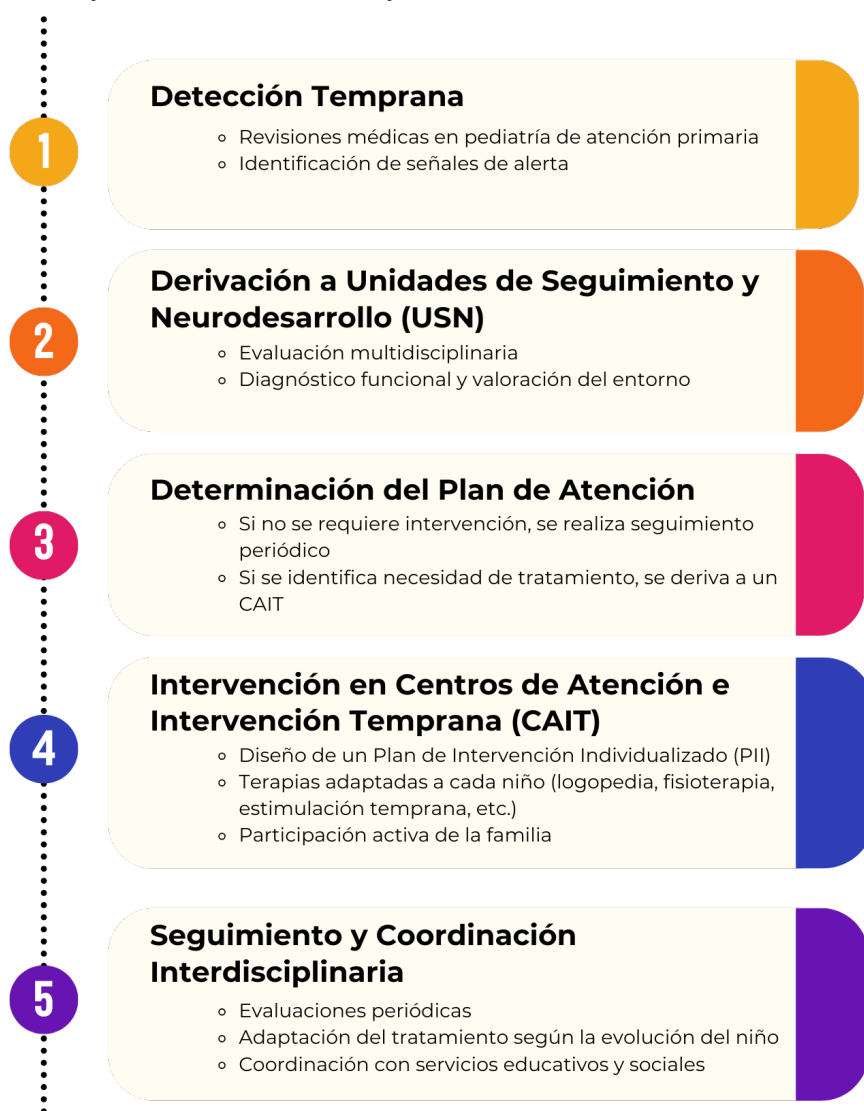 1
Detección Temprana
◦ Revisiones médicas en pediatría de atención primaria
◦ Identificación de señales de alerta
2
Derivación a Unidades de Seguimiento y
Neurodesarrollo (USN)
◦ Evaluación multidisciplinaria
◦ Diagnóstico funcional y valoración del entorno
3
Determinación del Plan de Atención
◦ Si no se requiere intervención, se realiza seguimiento
periódico
◦ Si se identifica necesidad de tratamiento, se deriva a un
CAIT
4
Intervención en Centros de Atención e
Intervención Temprana (CAIT)
◦ Diseño de un Plan de Intervención Individualizado (PII)
◦ Terapias adaptadas a cada niño (logopedia, fisioterapia,
estimulación temprana, etc.)
◦ Participación activa de la familia
5
Seguimiento y Coordinación
Interdisciplinaria
◦ Evaluaciones periódicas
◦ Adaptación del tratamiento según la evolución del niño
◦ Coordinación con servicios educativos y sociales